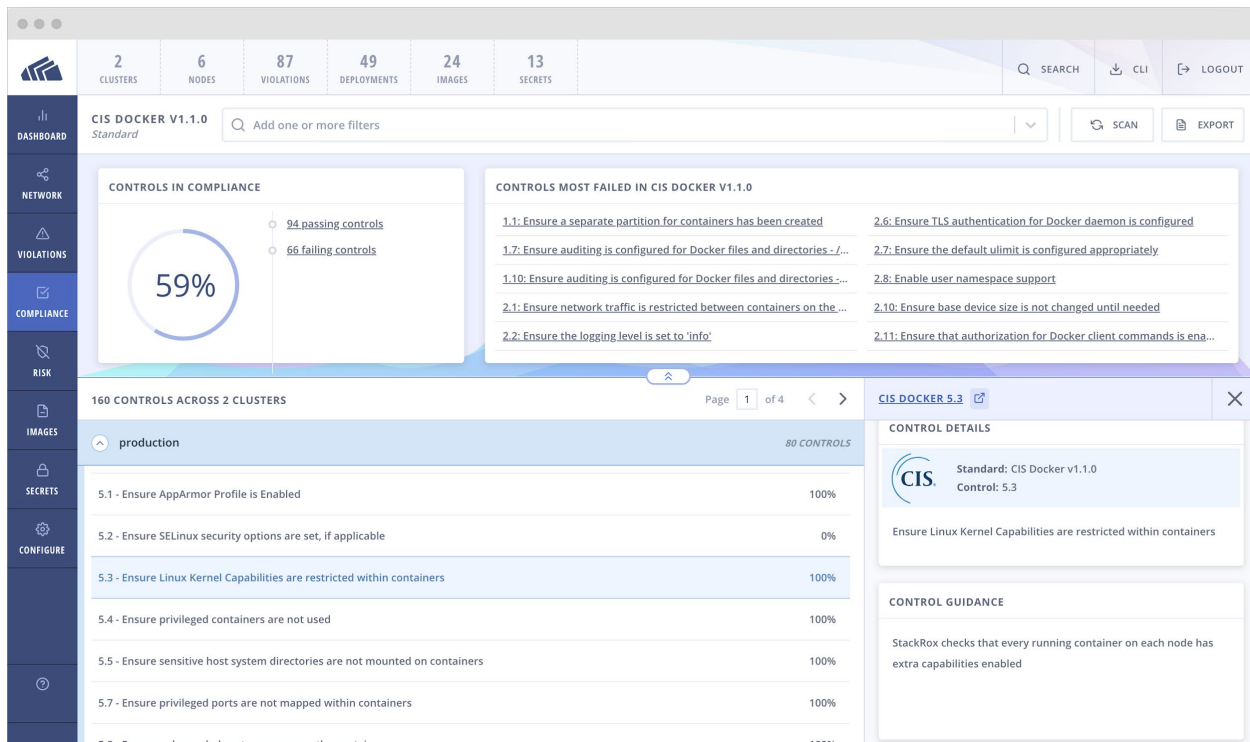 2
CLUSTERS
6
NODES
87
VIOLATIONS
49
DEPLOYMENTS
24
IMAGES
13
SECRETS
SEARCH
CLI
LOGOUT
DASHBOARD
NETWORK
VIOLATIONS
COMPLIANCE
RISK
IMAGES
SECRETS
CONFIGURE
CIS DOCKER V1.1.0
Standard
Add one or more filters
SCAN
EXPORT
CONTROLS IN COMPLIANCE
59%
94 passing controls
66 failing controls
CONTROLS MOST FAILED IN CIS DOCKER V1.1.0
1.1: Ensure a separate partition for containers has been created
1.7: Ensure auditing is configured for Docker files and directories - /...
1.10: Ensure auditing is configured for Docker files and directories -...
2.1: Ensure network traffic is restricted between containers on the ...
2.2: Ensure the logging level is set to 'info'
2.6: Ensure TLS authentication for Docker daemon is configured
2.7: Ensure the default ulimit is configured appropriately
2.8: Enable user namespace support
2.10: Ensure base device size is not changed until needed
2.11: Ensure that authorization for Docker client commands is ena...
160 CONTROLS ACROSS 2 CLUSTERS
Page 1 of 4
production
80 CONTROLS
5.1 - Ensure AppArmor Profile is Enabled 100%
5.2 - Ensure SELinux security options are set, if applicable 0%
5.3 - Ensure Linux Kernel Capabilities are restricted within containers 100%
5.4 - Ensure privileged containers are not used 100%
5.5 - Ensure sensitive host system directories are not mounted on containers 100%
5.7 - Ensure privileged ports are not mapped within containers 100%
CIS DOCKER 5.3
CONTROL DETAILS
CIS.
Standard: CIS Docker v1.1.0
Control: 5.3
Ensure Linux Kernel Capabilities are restricted within containers
CONTROL GUIDANCE
StackRox checks that every running container on each node has
extra capabilities enabled